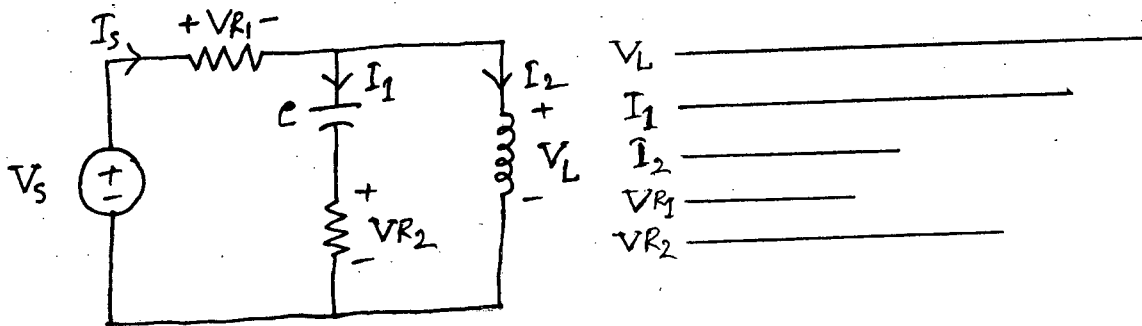 + VR1 -
Is
I1
I2
C
+
VL
-
Vs
+
-
+
VR2
-
VL
I1
I2
VR1
VR2